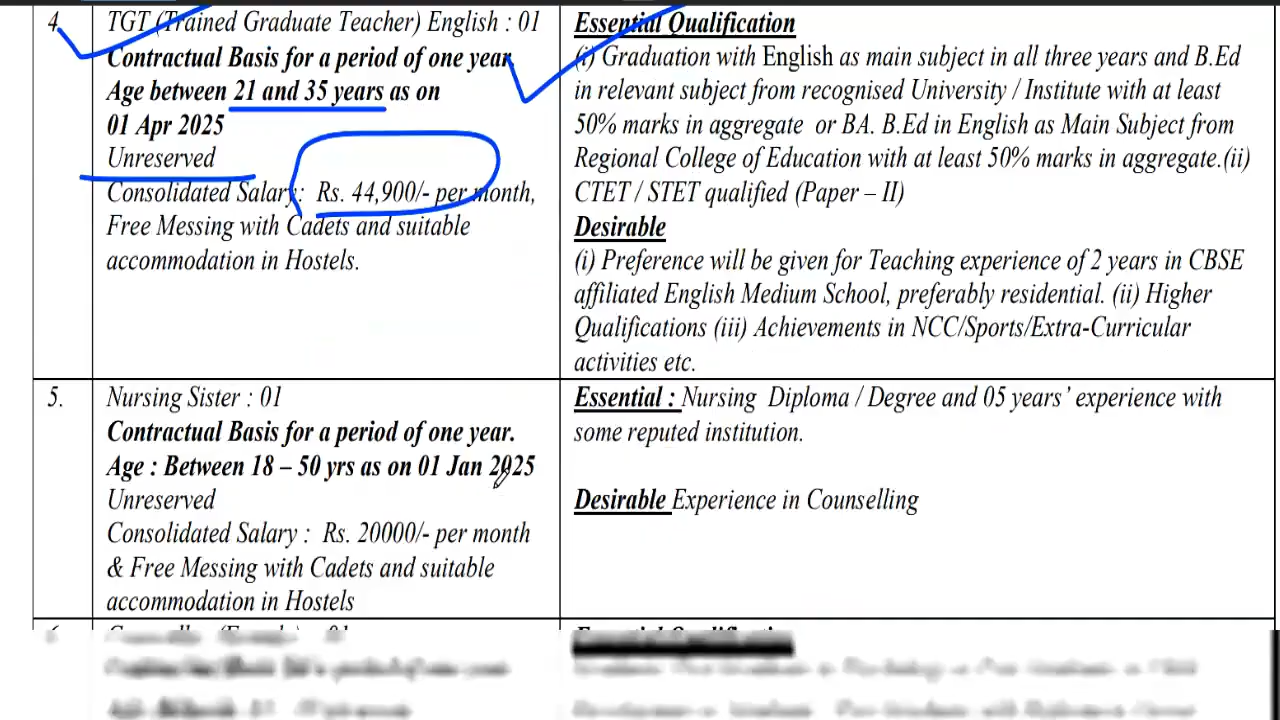 4.
TGT (Trained Graduate Teacher) English : 01
Contractual Basis for a period of one year.
Age between 21 and 35 years as on
01 Apr 2025
Unreserved
Consolidated Salary: Rs. 44,900/- per month,
Free Messing with Cadets and suitable
accommodation in Hostels.
Essential Qualification
(i) Graduation with English as main subject in all three years and B.Ed
in relevant subject from recognised University / Institute with at least
50% marks in aggregate or BA. B.Ed in English as Main Subject from
Regional College of Education with at least 50% marks in aggregate.(ii)
CTET / STET qualified (Paper – II)
Desirable
(i) Preference will be given for Teaching experience of 2 years in CBSE
affiliated English Medium School, preferably residential. (ii) Higher
Qualifications (iii) Achievements in NCC/Sports/Extra-Curricular
activities etc.
5.
Nursing Sister : 01
Contractual Basis for a period of one year.
Age : Between 18 – 50 yrs as on 01 Jan 2025
Unreserved
Consolidated Salary : Rs. 20000/- per month
& Free Messing with Cadets and suitable
accommodation in Hostels
Essential : Nursing Diploma / Degree and 05 years' experience with
some reputed institution.
Desirable Experience in Counselling